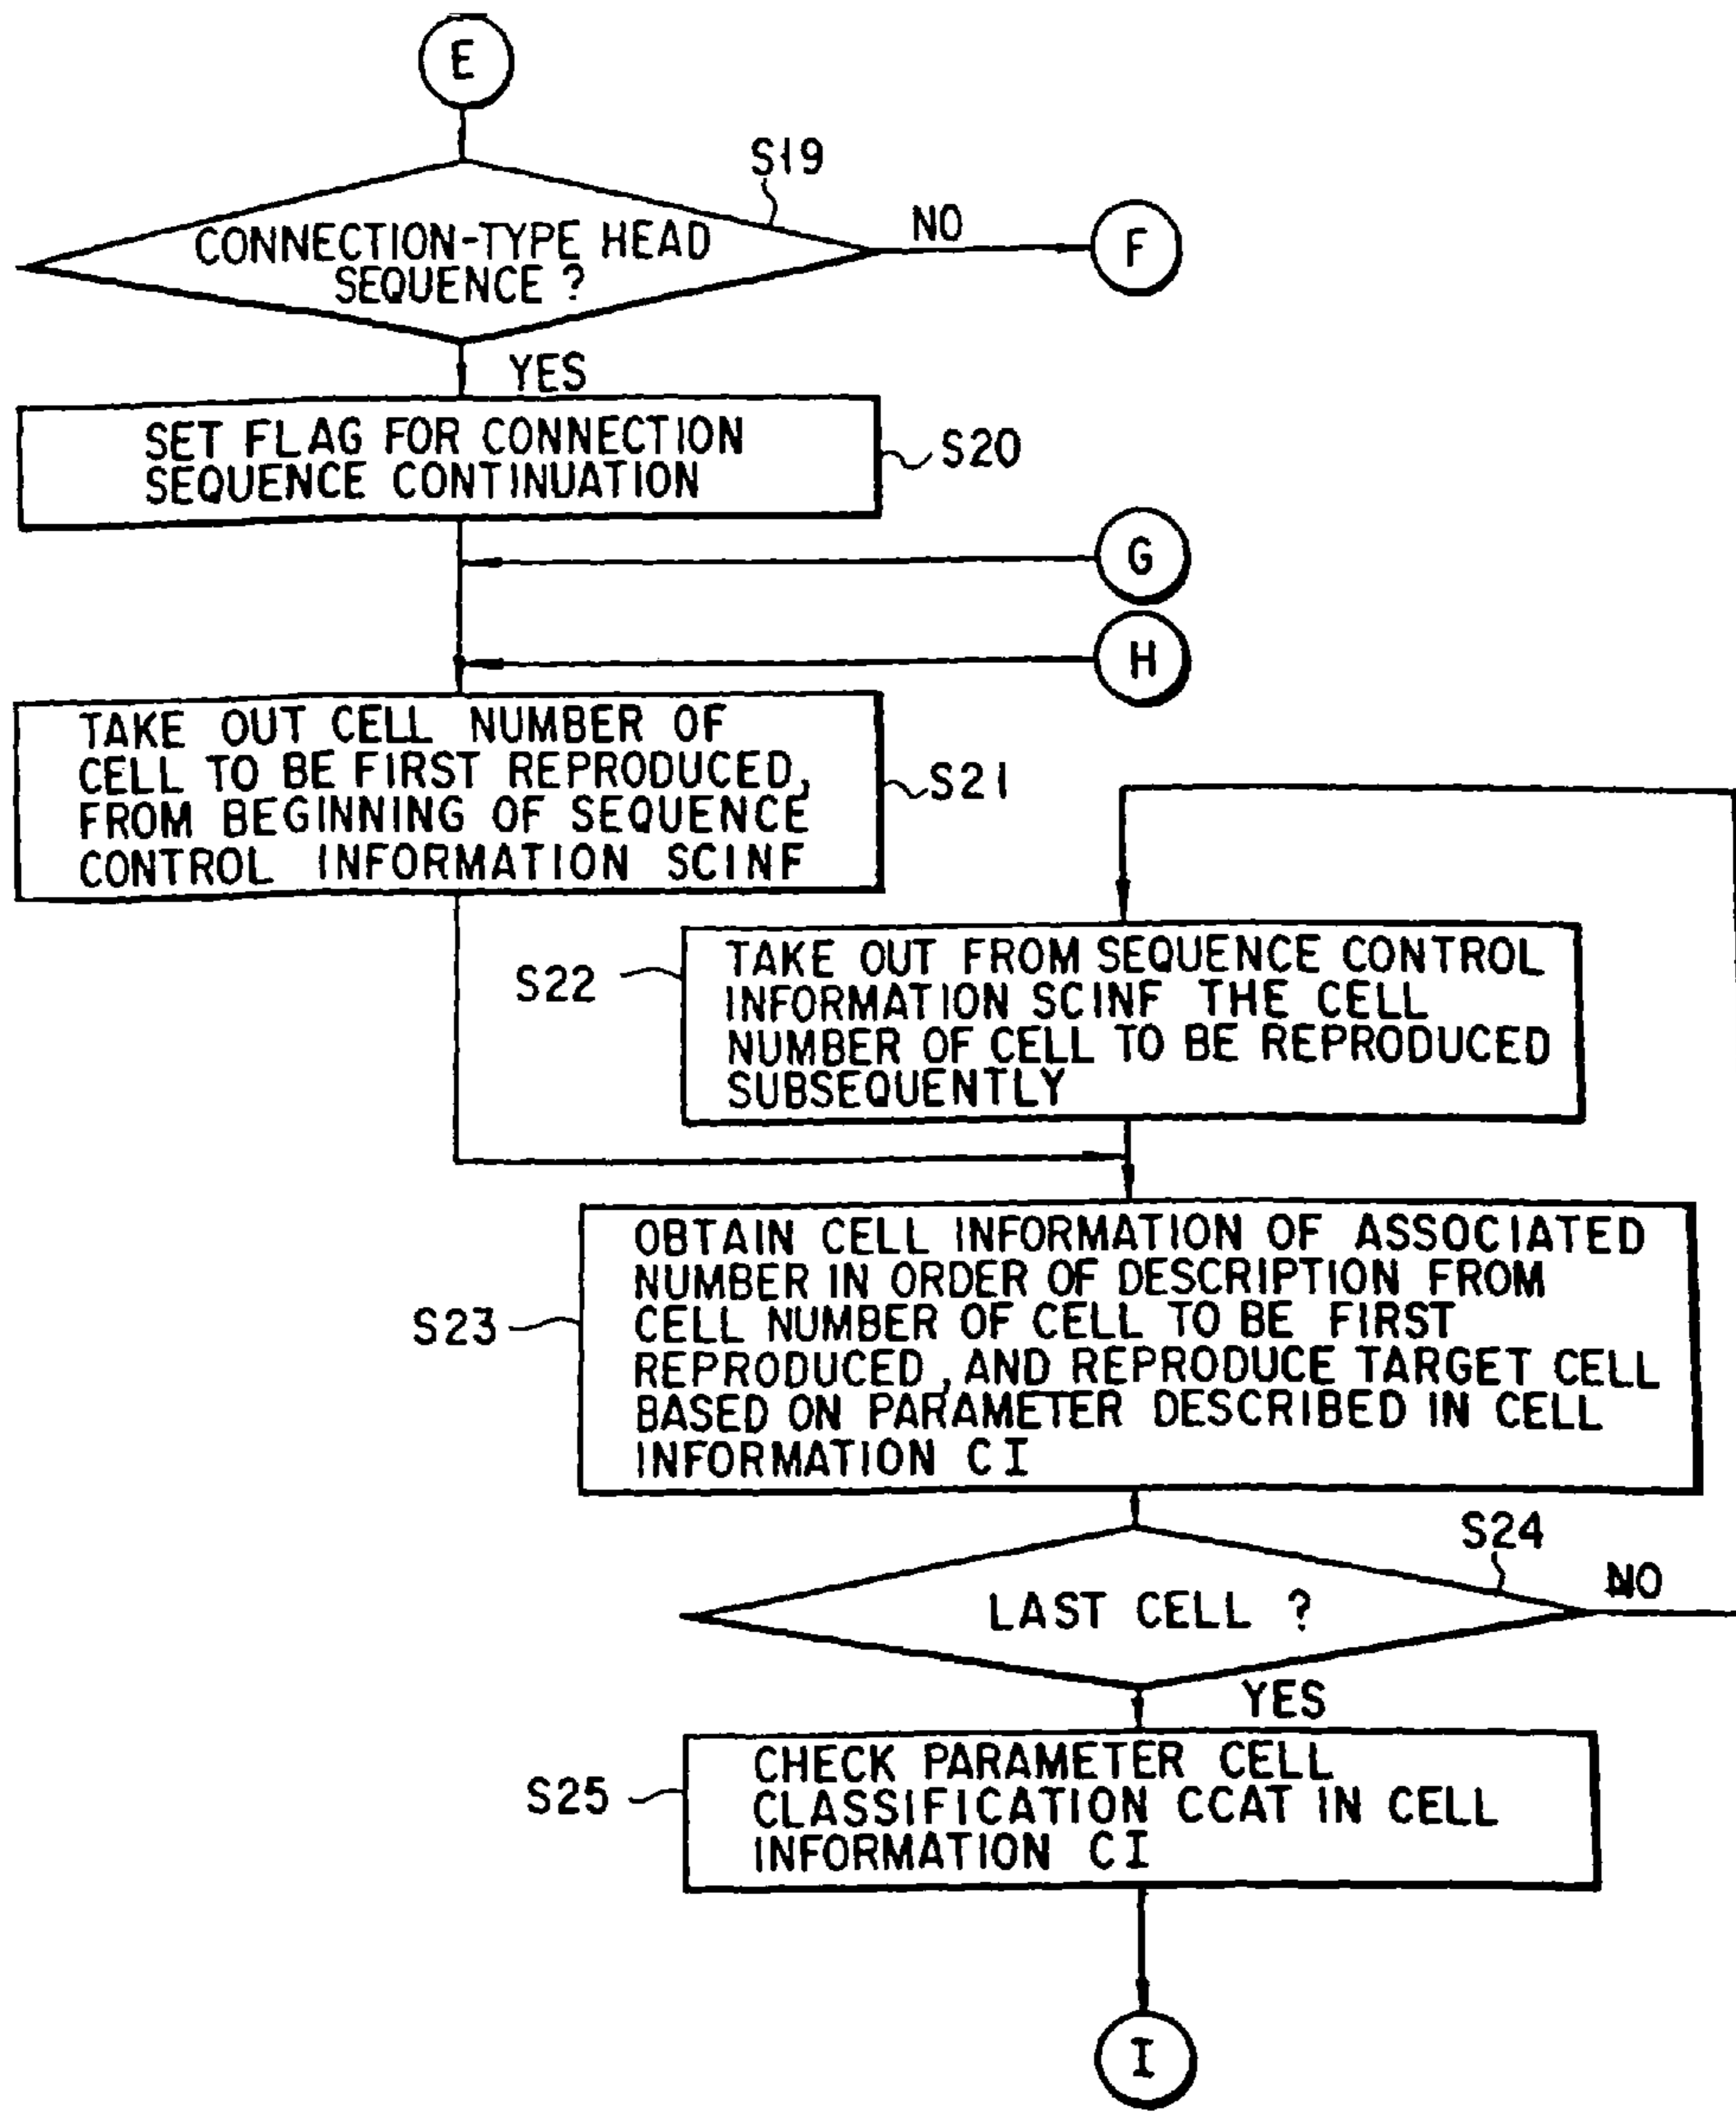 E
S19
CONNECTION-TYPE HEAD
SEQUENCE ?
NO
F
YES
SET FLAG FOR CONNECTION
SEQUENCE CONTINUATION
S20
G
H
TAKE OUT CELL NUMBER OF
CELL TO BE FIRST REPRODUCED,
FROM BEGINNING OF SEQUENCE
CONTROL INFORMATION SCINF
S21
S22
TAKE OUT FROM SEQUENCE CONTROL
INFORMATION SCINF THE CELL
NUMBER OF CELL TO BE REPRODUCED
SUBSEQUENTLY
S23
OBTAIN CELL INFORMATION OF ASSOCIATED
NUMBER IN ORDER OF DESCRIPTION FROM
CELL NUMBER OF CELL TO BE FIRST
REPRODUCED, AND REPRODUCE TARGET CELL
BASED ON PARAMETER DESCRIBED IN CELL
INFORMATION CI
S24
LAST CELL ?
NO
YES
S25
CHECK PARAMETER CELL
CLASSIFICATION CCAT IN CELL
INFORMATION CI
I